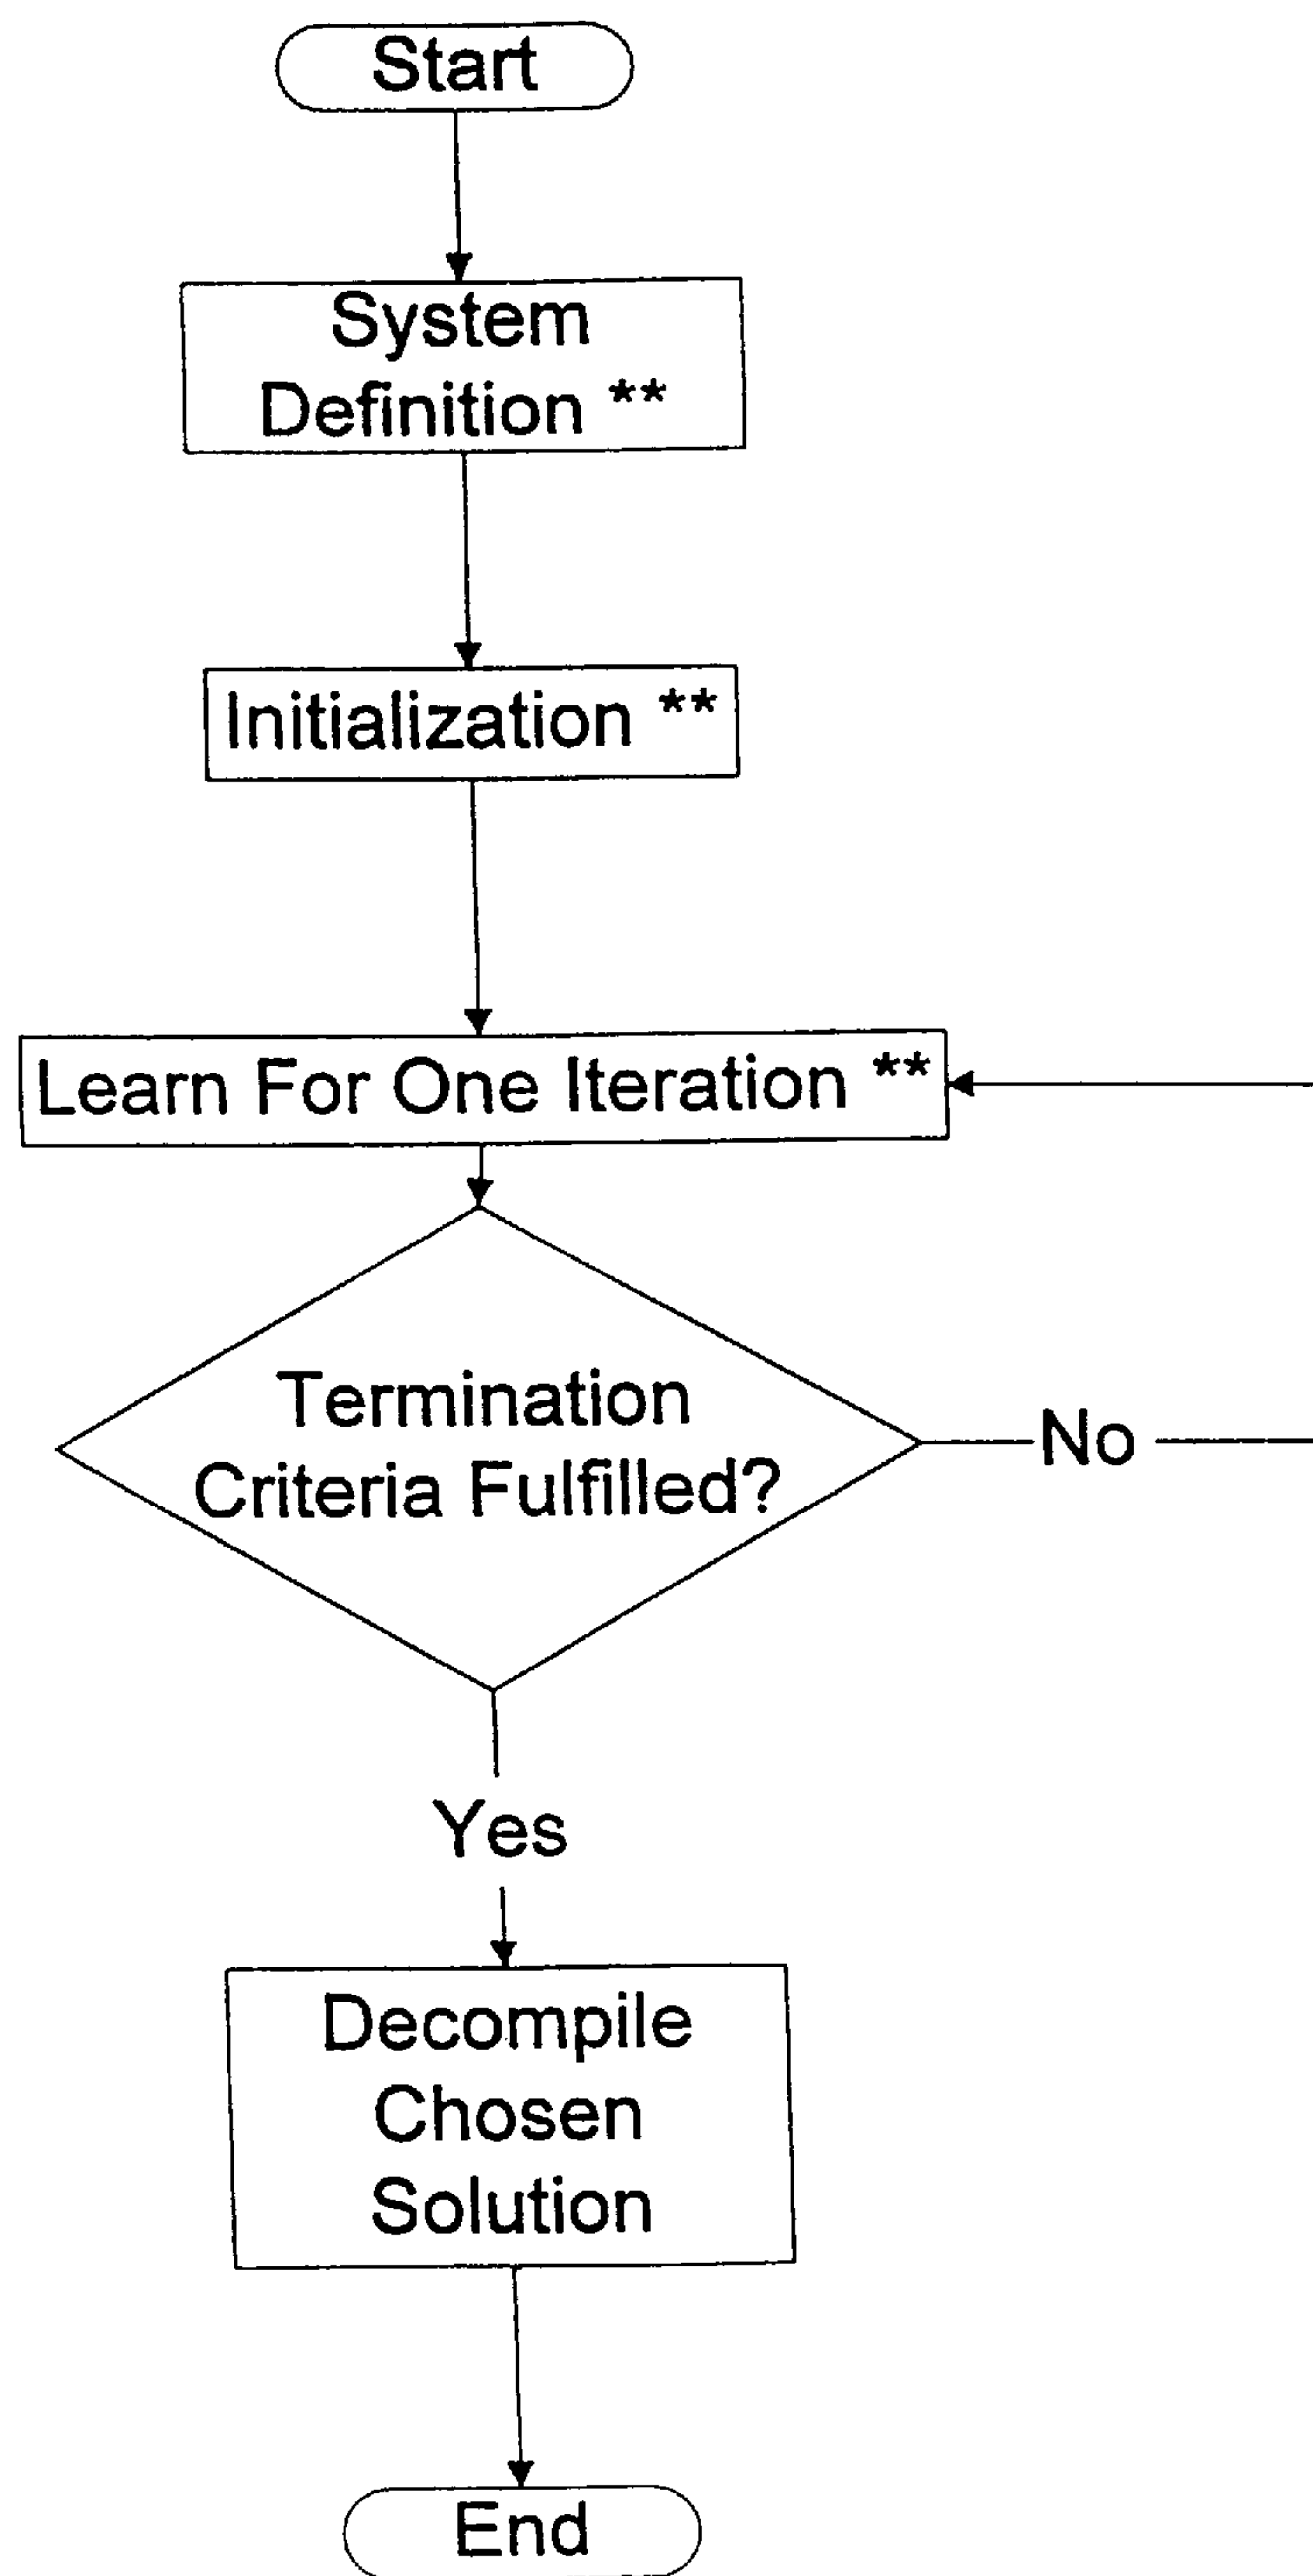 Start
System
Definition **
Initialization **
Learn For One Iteration **
Termination
Criteria Fulfilled?
No
Yes
Decompile
Chosen
Solution
End